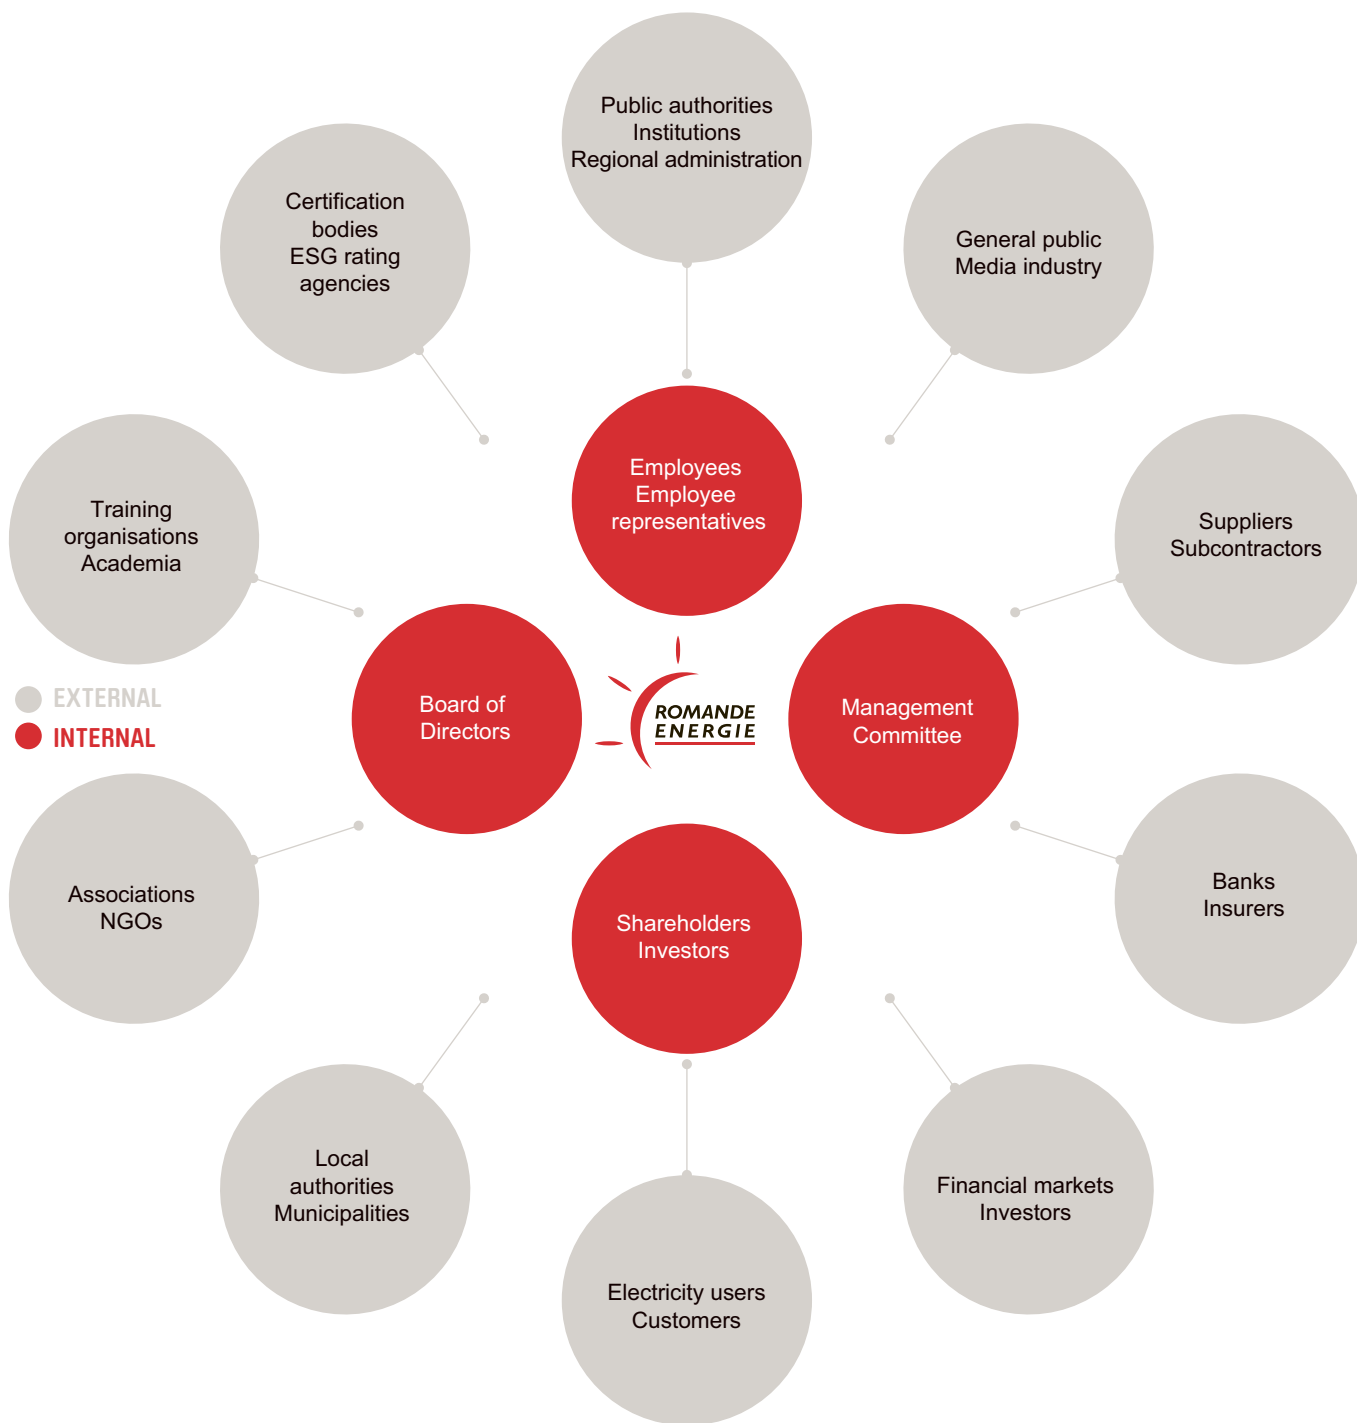 Public authorities
Institutions
Regional administration
Certification
bodies
ESG rating
agencies
General public
Media industry
Employees
Employee
representatives
Training
organisations
Academia
Suppliers
Subcontractors
EXTERNAL
INTERNAL
Board of
Directors
ROMANDE
ENERGIE
Management
Committee
Associations
NGOs
Shareholders
Investors
Banks
Insurers
Local
authorities
Municipalities
Financial markets
Investors
Electricity users
Customers